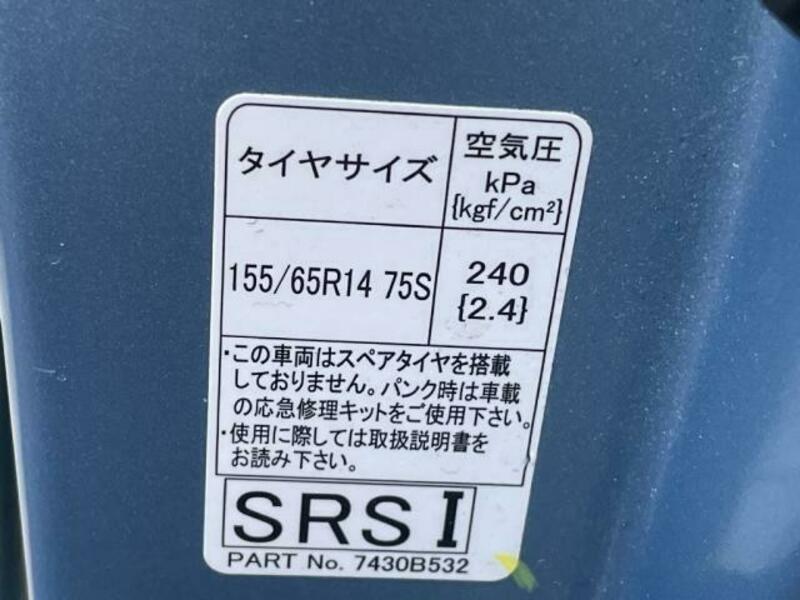 タイヤサイズ
空気圧
kPa
{kgf/cm²}
155/65R14 75S
240
{2.4}
・この車両はスペアタイヤを搭載
しておりません。パンク時は車載
の応急修理キットをご使用下さい。
・使用に際しては取扱説明書を
お読み下さい。
SRS I
PART No. 7430B532